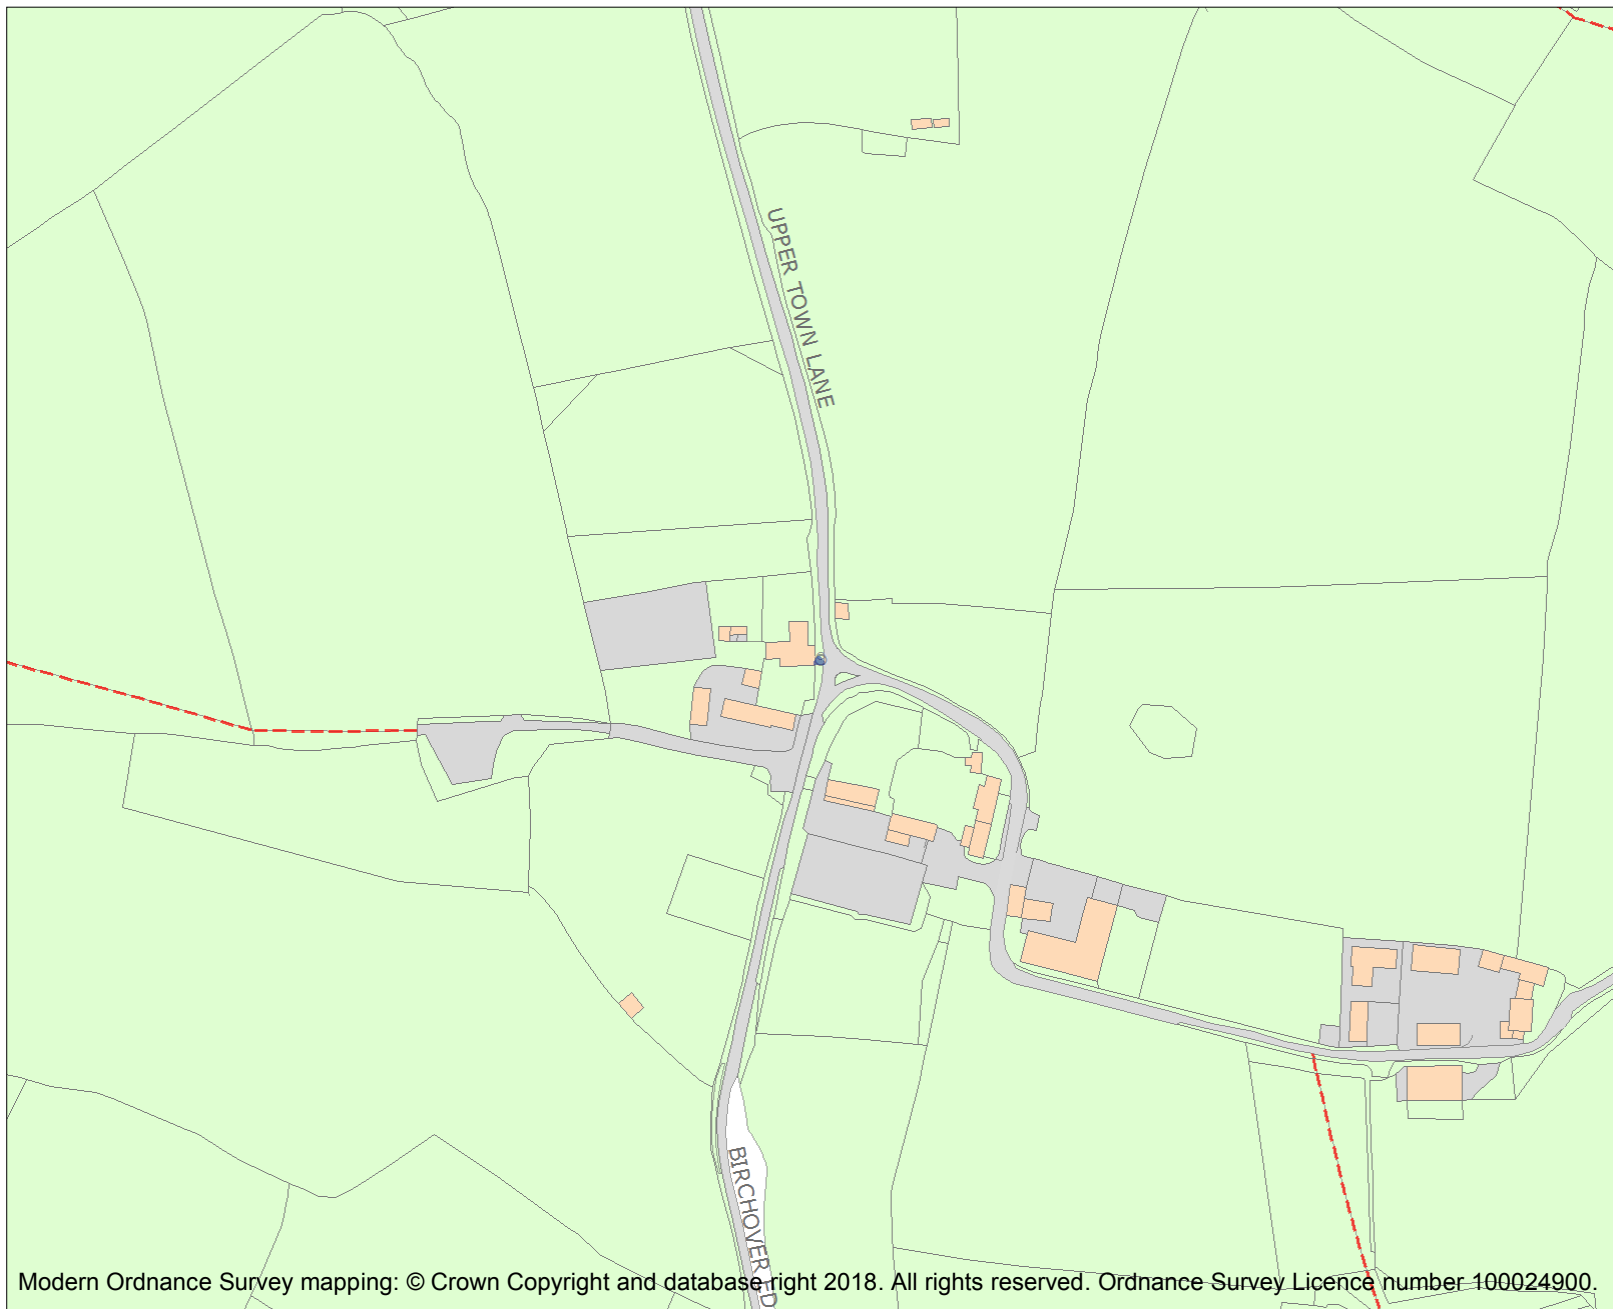 UPPER TOWN LANE
BIRCHOVER ED
Modern Ordnance Survey mapping: © Crown Copyright and database right 2018. All rights reserved. Ordnance Survey Licence number 100024900.